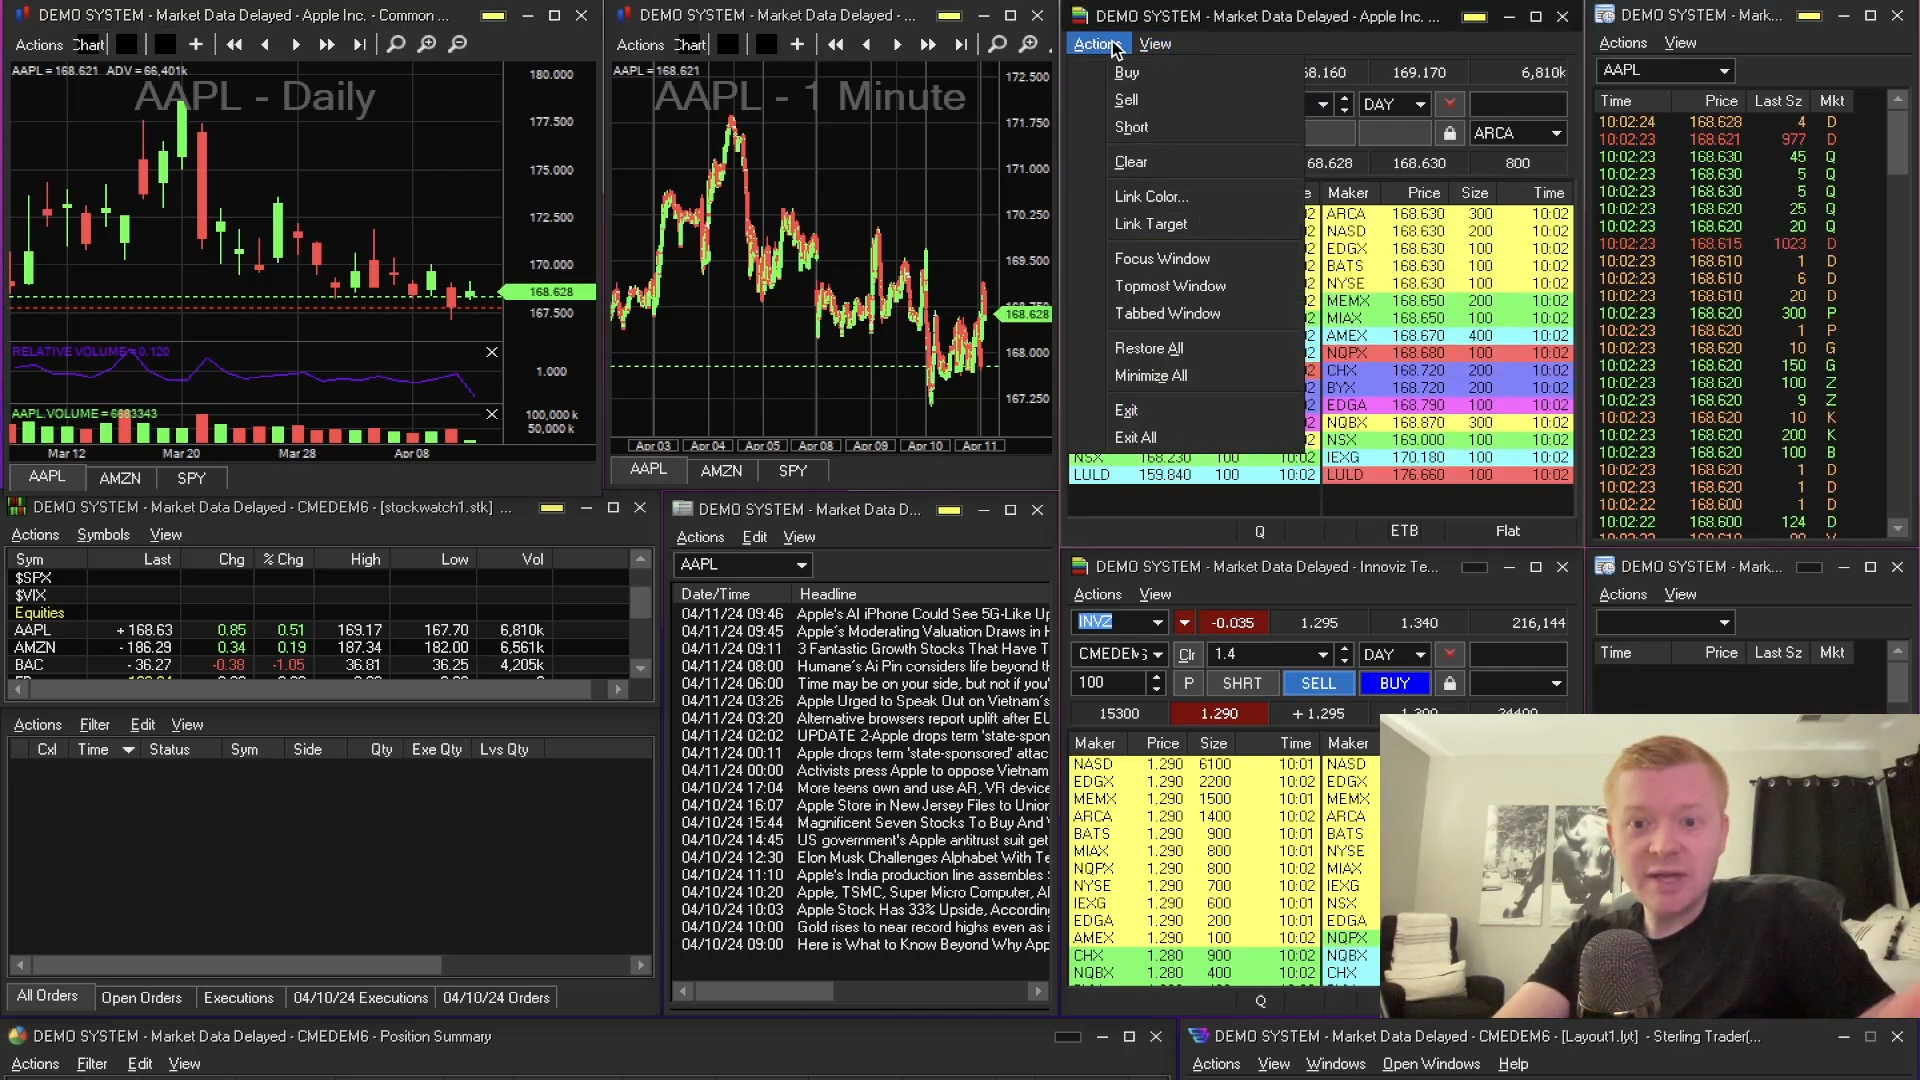 DEMO SYSTEM - Market Data Delayed - Apple Inc. - Common ...
Actions Chart
AAPL = 168.621 ADV = 66,401k
AAPL - Daily
180.000
177.500
175.000
172.500
170.000
168.628
167.500
RELATIVE VOLUME = 0.120
1.000
AAPL.VOLUME = 6683343
100,000 k
50,000 k
Mar 12 Mar 20 Mar 28 Apr 08
AAPL AMZN SPY
DEMO SYSTEM - Market Data Delayed - ...
Actions Chart
AAPL = 168.621
AAPL - 1 Minute
172.500
171.750
171.000
170.250
169.500
168.628
168.000
167.250
Apr 03 Apr 04 Apr 05 Apr 08 Apr 09 Apr 10 Apr 11
AAPL AMZN SPY
DEMO SYSTEM - Market Data Delayed - Apple Inc. ...
Actions View
Buy
Sell
Short
Clear
Link Color...
Link Target
Focus Window
Topmost Window
Tabbed Window
Restore All
Minimize All
Exit
Exit All
68.160 169.170 6,810k
DAY
ARCA
68.628 168.630 800
e Maker Price Size Time
02 ARCA 168.630 300 10:02
02 NASD 168.630 200 10:02
02 EDGX 168.630 100 10:02
02 BATS 168.630 100 10:02
02 NYSE 168.630 100 10:02
02 MEMX 168.650 200 10:02
02 MIAX 168.650 100 10:02
02 AMEX 168.670 400 10:02
02 NQPX 168.680 100 10:02
02 CHX 168.720 200 10:02
02 BYX 168.720 200 10:02
02 EDGA 168.790 100 10:02
02 NQBX 168.870 300 10:02
02 NSX 169.000 100 10:02
NSX 168.230 100 10:02 IEXG 170.180 100 10:02
LULD 159.840 100 10:02 LULD 176.660 100 10:02
Q ETB Flat
DEMO SYSTEM - Mark...
Actions View
AAPL
Time Price Last Sz Mkt
10:02:24 168.628 4 D
10:02:23 168.621 977 D
10:02:23 168.630 45 Q
10:02:23 168.630 5 Q
10:02:23 168.630 5 Q
10:02:23 168.620 25 Q
10:02:23 168.620 20 Q
10:02:23 168.615 1023 D
10:02:23 168.610 1 D
10:02:23 168.610 6 D
10:02:23 168.610 20 D
10:02:23 168.620 300 P
10:02:23 168.620 1 P
10:02:23 168.620 10 G
10:02:23 168.620 150 G
10:02:23 168.620 100 Z
10:02:23 168.620 9 Z
10:02:23 168.620 10 K
10:02:23 168.620 200 K
10:02:23 168.620 100 B
10:02:23 168.620 1 D
10:02:23 168.620 1 D
10:02:22 168.600 1 D
10:02:22 168.600 124 D
DEMO SYSTEM - Market Data Delayed - CMEDEM6 - [stockwatch1.stk] ...
Actions Symbols View
Sym Last Chg % Chg High Low Vol
$SPX
$VIX
Equities
AAPL + 168.63 0.85 0.51 169.17 167.70 6,810k
AMZN - 186.29 0.34 0.19 187.34 182.00 6,561k
BAC - 36.27 -0.38 -1.05 36.81 36.25 4,205k
Actions Filter Edit View
Cxl Time Status Sym Side Qty Exe Qty Lvs Qty
All Orders Open Orders Executions 04/10/24 Executions 04/10/24 Orders
DEMO SYSTEM - Market Data D...
Actions Edit View
AAPL
Date/Time Headline
04/11/24 09:46 Apple's AI iPhone Could See 5G-Like Up
04/11/24 09:45 Apple's Moderating Valuation Draws in H
04/11/24 09:11 3 Fantastic Growth Stocks That Have T
04/11/24 08:00 Humane's Ai Pin considers life beyond th
04/11/24 06:00 Time may be on your side, but not if you'
04/11/24 03:26 Apple Urged to Speak Out on Vietnam's
04/11/24 03:20 Alternative browsers report uplift after EU
04/11/24 02:02 UPDATE 2-Apple drops term 'state-spon
04/11/24 00:11 Apple drops term 'state-sponsored' attac
04/11/24 00:00 Activists press Apple to oppose Vietnam
04/10/24 17:04 More teens own and use AR, VR device
04/10/24 16:07 Apple Store in New Jersey Files to Union
04/10/24 15:44 Magnificent Seven Stocks To Buy And
04/10/24 14:45 US government's Apple antitrust suit get
04/10/24 12:30 Elon Musk Challenges Alphabet With Te
04/10/24 11:10 Apple's India production line assembles
04/10/24 10:20 Apple, TSMC, Super Micro Computer, Al
04/10/24 10:03 Apple Stock Has 33% Upside, According
04/10/24 10:00 Gold rises to near record highs even as i
04/10/24 09:00 Here is What to Know Beyond Why App
DEMO SYSTEM - Market Data Delayed - Innoviz Te...
Actions View
INVZ -0.035 1.295 1.340 216,144
CMEDEM Clr 1.4 DAY
100 P SHRT SELL BUY
15300 1.290 + 1.295 1.300 24400
Maker Price Size Time Maker
NASD 1.290 6100 10:01 NASD
EDGX 1.290 2200 10:02 EDGX
MEMX 1.290 1500 10:01 MEMX
ARCA 1.290 1400 10:02 ARCA
BATS 1.290 900 10:01 BATS
MIAX 1.290 800 10:01 NYSE
NQPX 1.290 800 10:02 MIAX
NYSE 1.290 700 10:02 IEXG
IEXG 1.290 600 10:02 NSX
EDGA 1.290 200 10:01 EDGA
AMEX 1.290 100 10:02 NQPX
CHX 1.280 900 10:02 NQBX
NQBX 1.280 400 10:02 CHX
Q
DEMO SYSTEM - Mark...
Actions View
Time Price Last Sz Mkt
DEMO SYSTEM - Market Data Delayed - CMEDEM6 - Position Summary
Actions Filter Edit View
DEMO SYSTEM - Market Data Delayed - CMEDEM6 - [Layout1.lyt] - Sterling Trader(...
Actions View Windows Open Windows Help